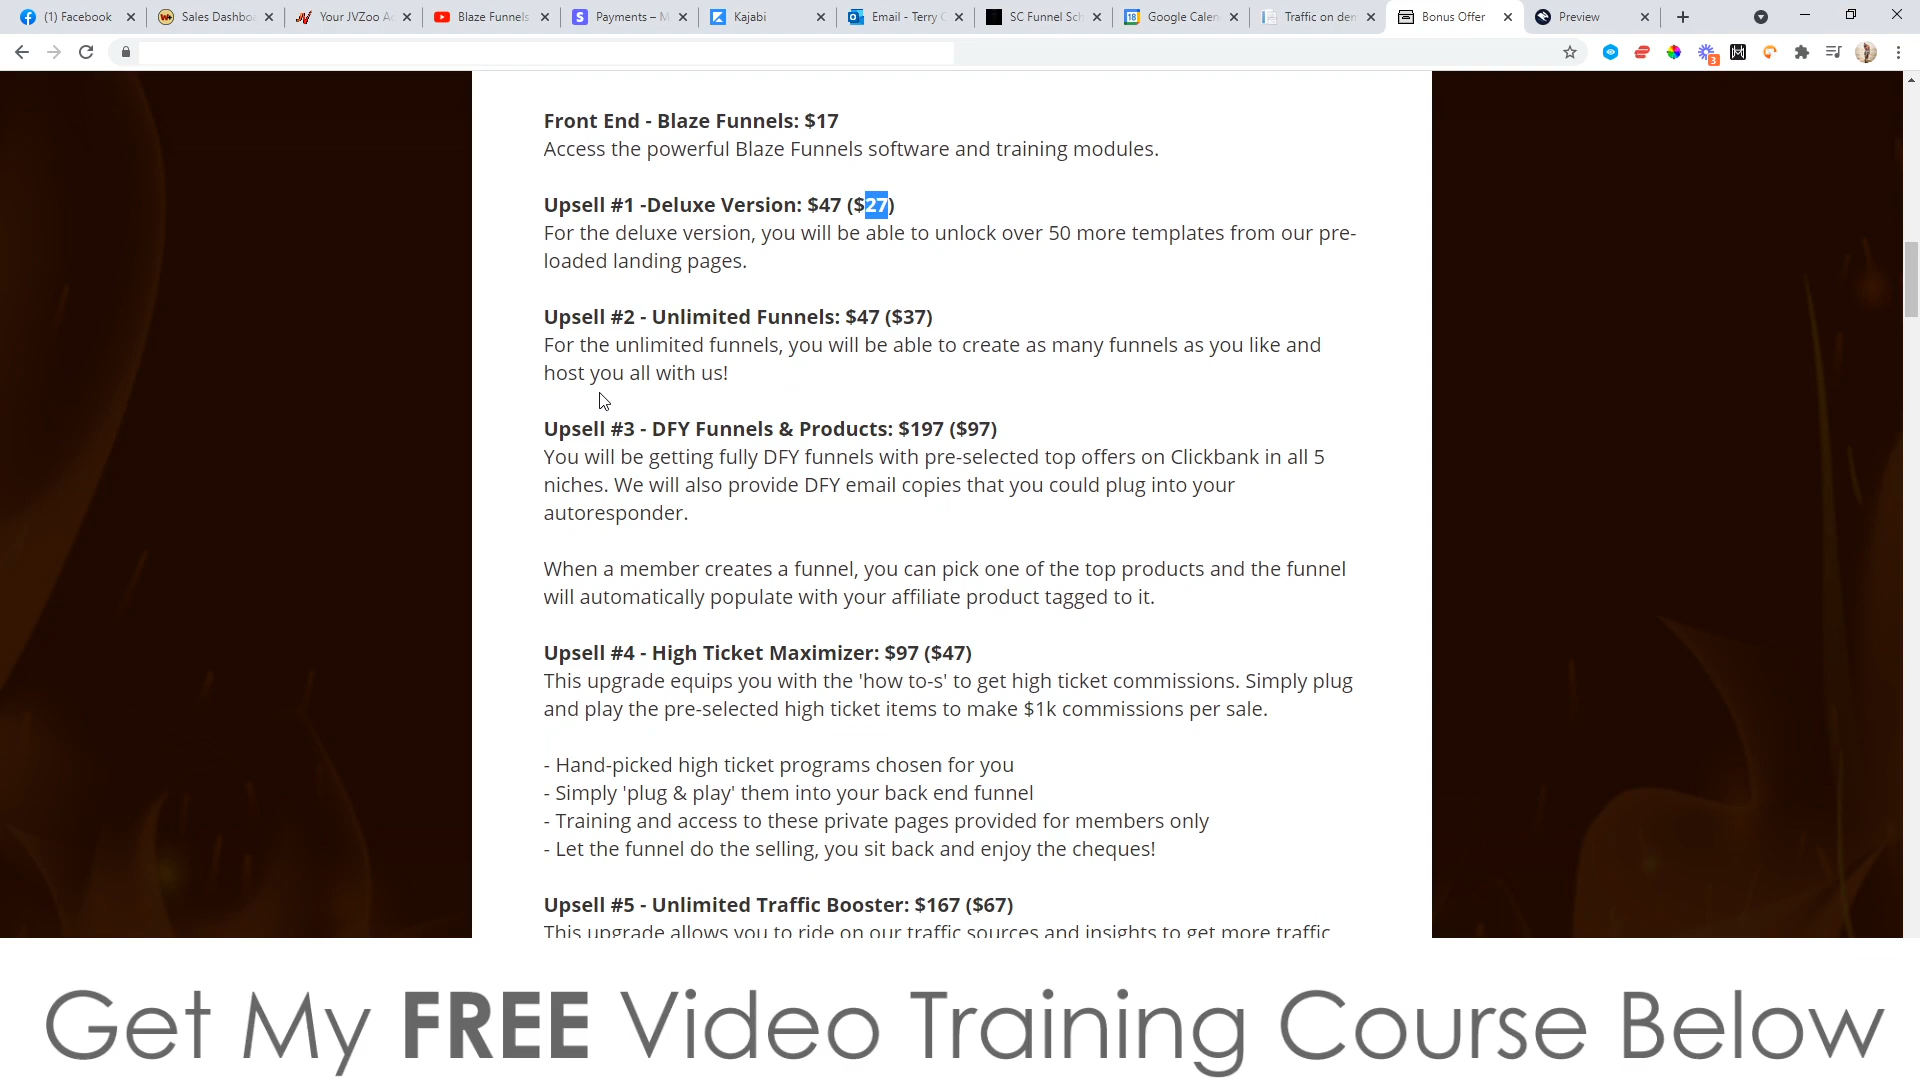 (1) Facebook
Sales Dashbo
Your JVZoo A
Blaze Funnels
Payments – M
Kajabi
Email - Terry
SC Funnel Sch
Google Calen
Traffic on den
Bonus Offer
Preview
3
Front End - Blaze Funnels: $17
Access the powerful Blaze Funnels software and training modules.
Upsell #1 -Deluxe Version: $47 ($27)
For the deluxe version, you will be able to unlock over 50 more templates from our pre-
loaded landing pages.
Upsell #2 - Unlimited Funnels: $47 ($37)
For the unlimited funnels, you will be able to create as many funnels as you like and
host you all with us!
Upsell #3 - DFY Funnels & Products: $197 ($97)
You will be getting fully DFY funnels with pre-selected top offers on Clickbank in all 5
niches. We will also provide DFY email copies that you could plug into your
autoresponder.
When a member creates a funnel, you can pick one of the top products and the funnel
will automatically populate with your affiliate product tagged to it.
Upsell #4 - High Ticket Maximizer: $97 ($47)
This upgrade equips you with the 'how to-s' to get high ticket commissions. Simply plug
and play the pre-selected high ticket items to make $1k commissions per sale.
- Hand-picked high ticket programs chosen for you
- Simply 'plug & play' them into your back end funnel
- Training and access to these private pages provided for members only
- Let the funnel do the selling, you sit back and enjoy the cheques!
Upsell #5 - Unlimited Traffic Booster: $167 ($67)
This upgrade allows you to ride on our traffic sources and insights to get more traffic
Get My FREE Video Training Course Below